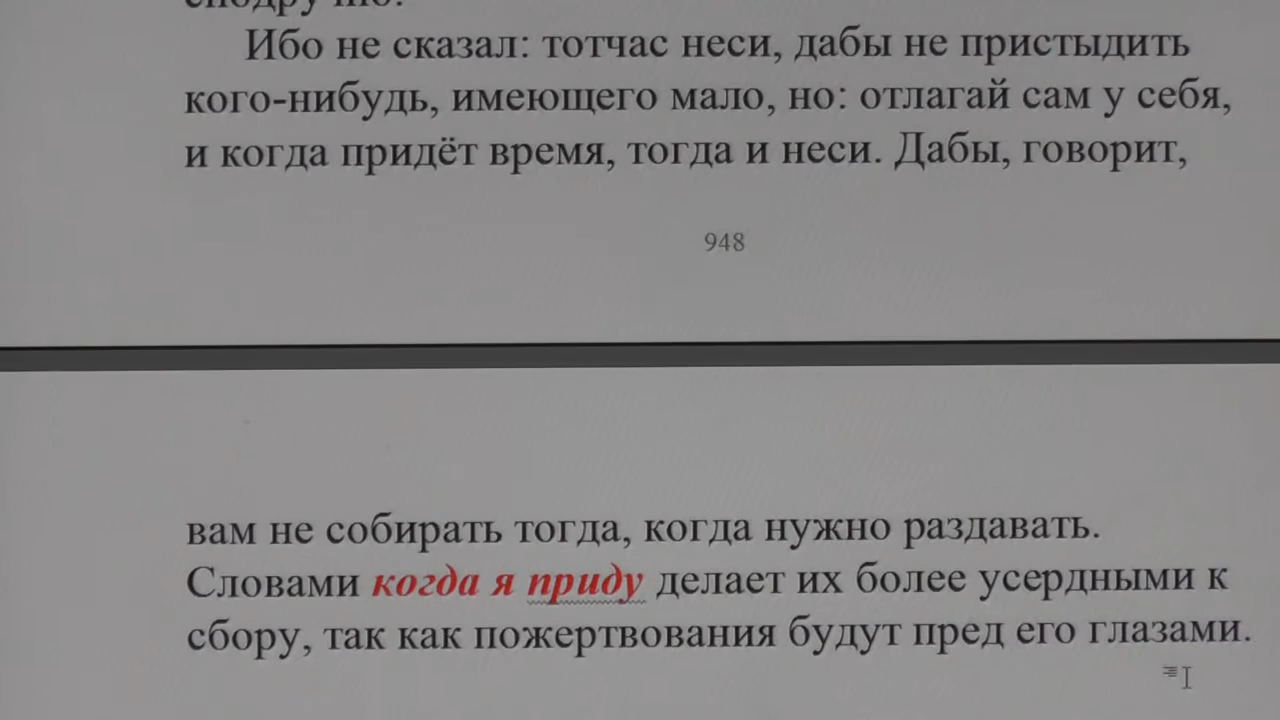 Ибо не сказал: тотчас неси, дабы не пристыдить
кого-нибудь, имеющего мало, но: отлагай сам у себя,
и когда придёт время, тогда и неси. Дабы, говорит,
948
вам не собирать тогда, когда нужно раздавать.
Словами когда я приду делает их более усердными к
сбору, так как пожертвования будут пред его глазами.